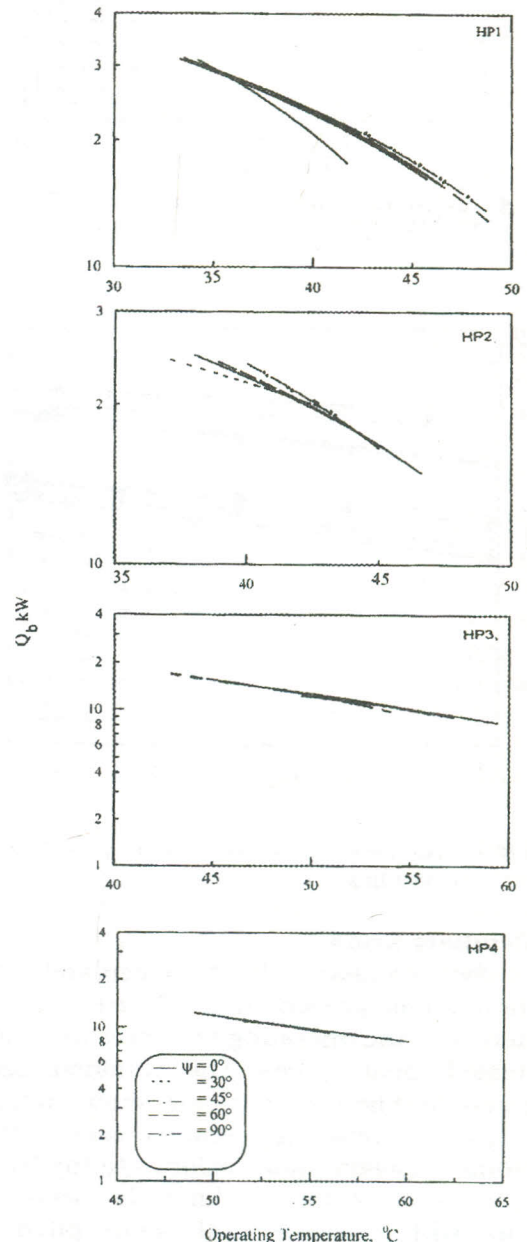 4
HP1
3
2
10
30 35 40 45 50
3
HP2
2
10
35 40 45 50
Q_b kW
4
HP3,
2
10
8
6
4
2
1
40 45 50 55 60
4
HP4
2
10
8
6
4
2
1
ψ = 0°
= 30°
= 45°
= 60°
= 90°
45 50 55 60 65
Operating Temperature, °C